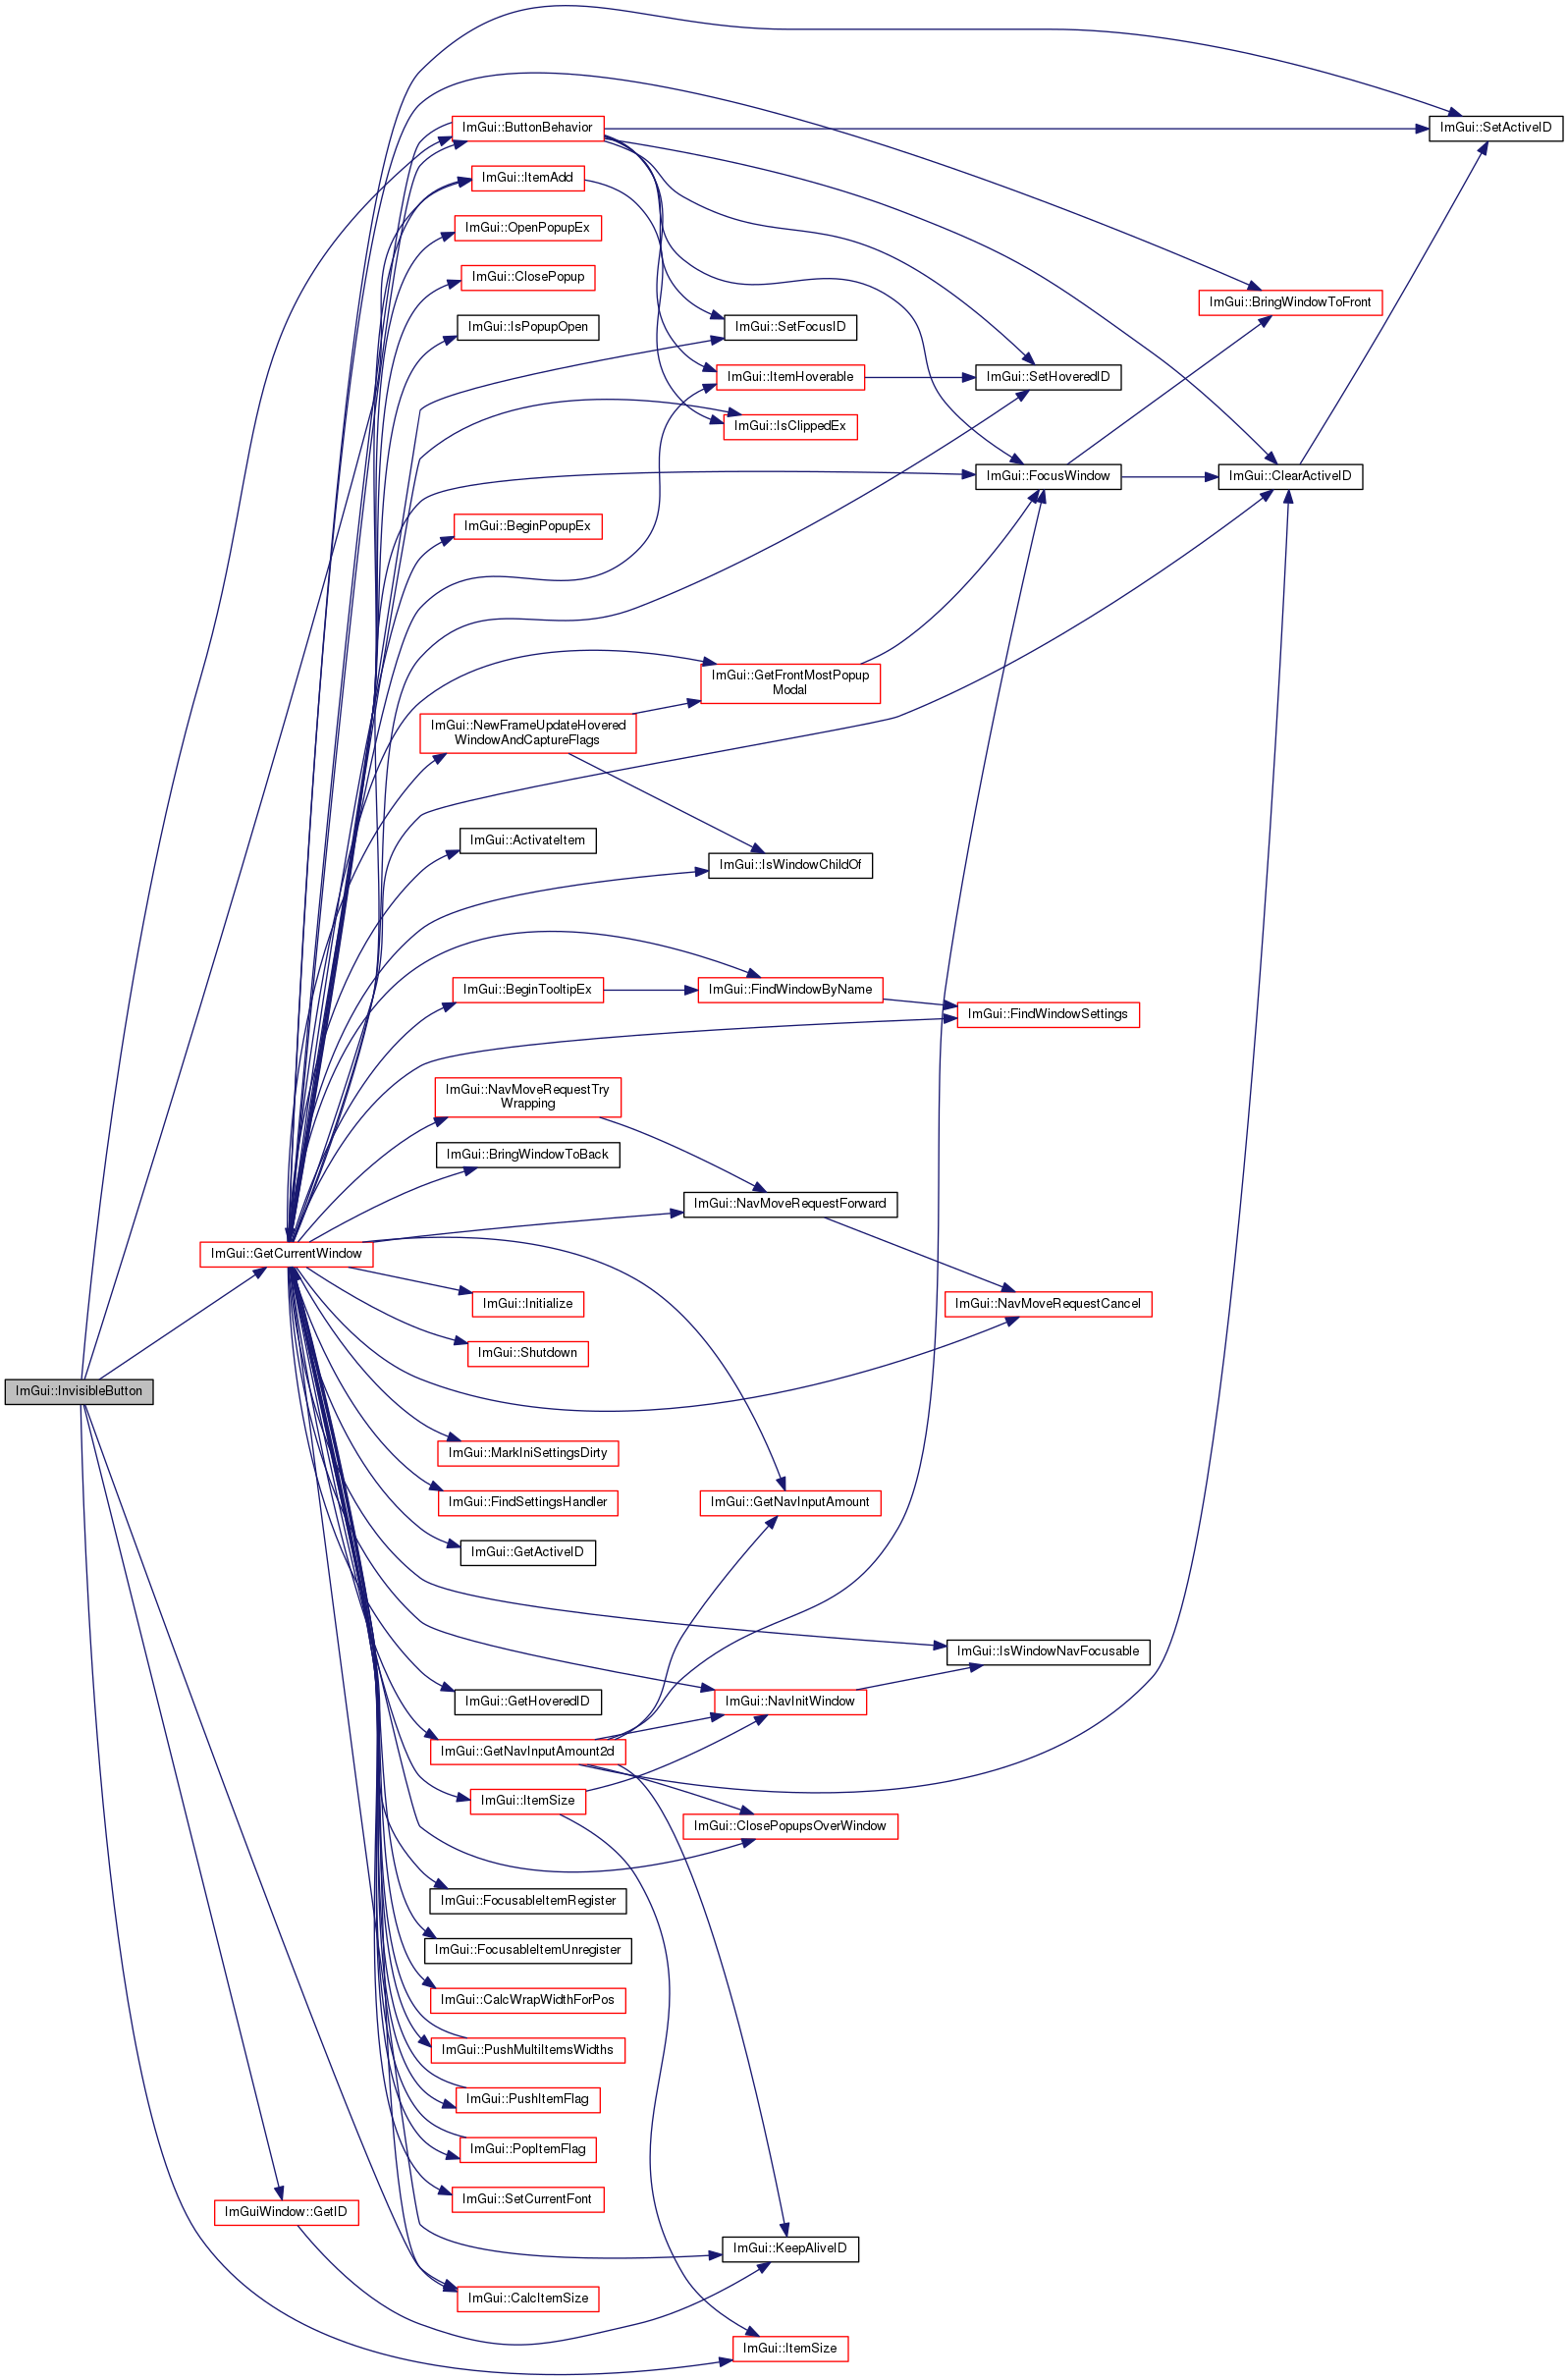 ImGui::SetActiveID
ImGui::ButtonBehavior
ImGui::ItemAdd
ImGui::OpenPopupEx
ImGui::ClosePopup
ImGui::BringWindowToFront
ImGui::IsPopupOpen
ImGui::SetFocusID
ImGui::ItemHoverable
ImGui::SetHoveredID
ImGui::IsClippedEx
ImGui::FocusWindow
ImGui::ClearActiveID
ImGui::BeginPopupEx
ImGui::GetFrontMostPopup
Modal
ImGui::NewFrameUpdateHovered
WindowAndCaptureFlags
ImGui::ActivateItem
ImGui::IsWindowChildOf
ImGui::BeginTooltipEx
ImGui::FindWindowByName
ImGui::FindWindowSettings
ImGui::NavMoveRequestTry
Wrapping
ImGui::BringWindowToBack
ImGui::NavMoveRequestForward
ImGui::GetCurrentWindow
ImGui::Initialize
ImGui::NavMoveRequestCancel
ImGui::Shutdown
ImGui::InvisibleButton
ImGui::MarkIniSettingsDirty
ImGui::FindSettingsHandler
ImGui::GetNavInputAmount
ImGui::GetActiveID
ImGui::IsWindowNavFocusable
ImGui::GetHoveredID
ImGui::NavInitWindow
ImGui::GetNavInputAmount2d
ImGui::ItemSize
ImGui::ClosePopupsOverWindow
ImGui::FocusableItemRegister
ImGui::FocusableItemUnregister
ImGui::CalcWrapWidthForPos
ImGui::PushMultiItemsWidths
ImGui::PushItemFlag
ImGui::PopItemFlag
ImGui::SetCurrentFont
ImGuiWindow::GetID
ImGui::KeepAliveID
ImGui::CalcItemSize
ImGui::ItemSize